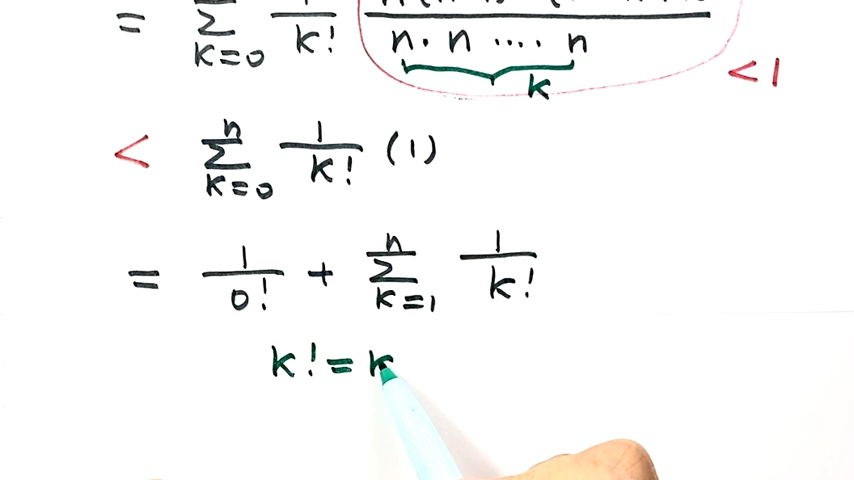 = Σ k=0 1/k! n·n····n
k
<1
< n Σ k=0 1/k! (1)
= 1/0! + n Σ k=1 1/k!
k! = k